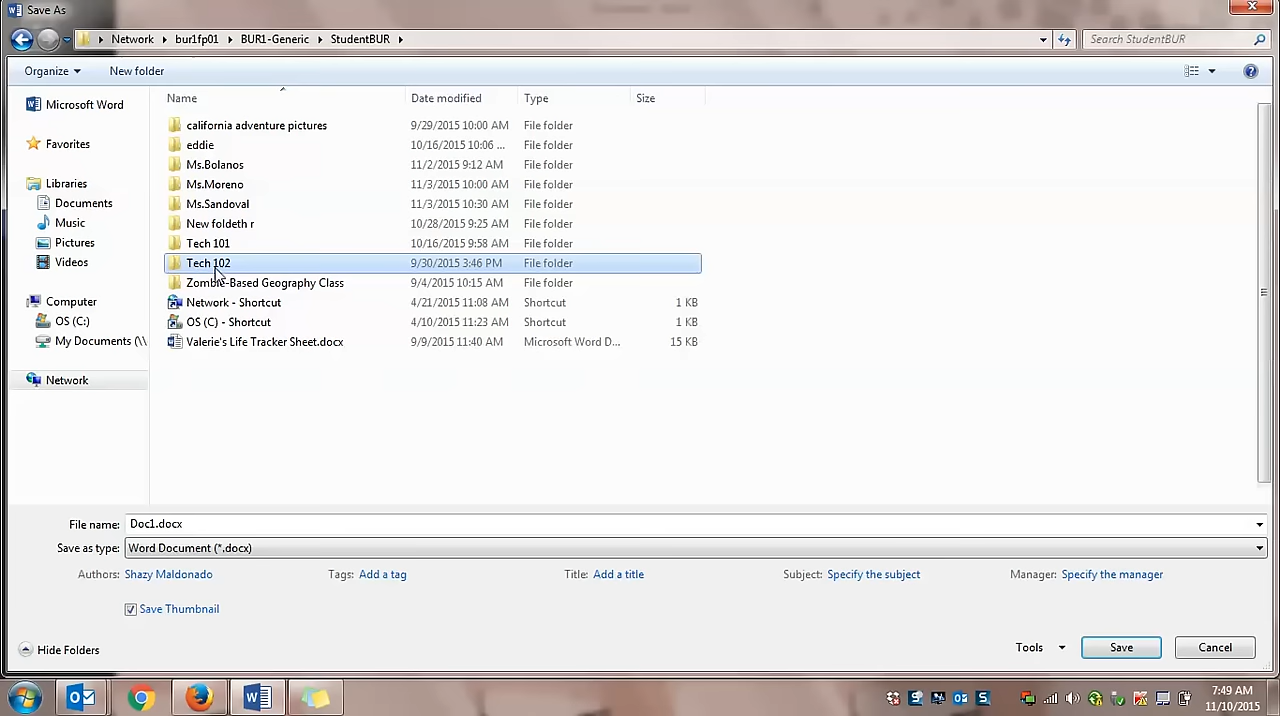 Save As
Network bur1fp01 BUR1-Generic StudentBUR
Search StudentBUR
Organize New folder
Name Date modified Type Size
Microsoft Word
Favorites
Libraries
Documents
Music
Pictures
Videos
Computer
OS (C:)
My Documents (\\
Network
california adventure pictures 9/29/2015 10:00 AM File folder
eddie 10/16/2015 10:06 ... File folder
Ms.Bolanos 11/2/2015 9:12 AM File folder
Ms.Moreno 11/3/2015 10:00 AM File folder
Ms.Sandoval 11/3/2015 10:30 AM File folder
New foldeth r 10/28/2015 9:25 AM File folder
Tech 101 10/16/2015 9:58 AM File folder
Tech 102 9/30/2015 3:46 PM File folder
Zombie-Based Geography Class 9/4/2015 10:15 AM File folder
Network - Shortcut 4/21/2015 11:08 AM Shortcut 1 KB
OS (C) - Shortcut 4/10/2015 11:23 AM Shortcut 1 KB
Valerie's Life Tracker Sheet.docx 9/9/2015 11:40 AM Microsoft Word D... 15 KB
File name: Doc1.docx
Save as type: Word Document (*.docx)
Authors: Shazy Maldonado Tags: Add a tag Title: Add a title Subject: Specify the subject Manager: Specify the manager
Save Thumbnail
Hide Folders Tools Save Cancel
7:49 AM
11/10/2015